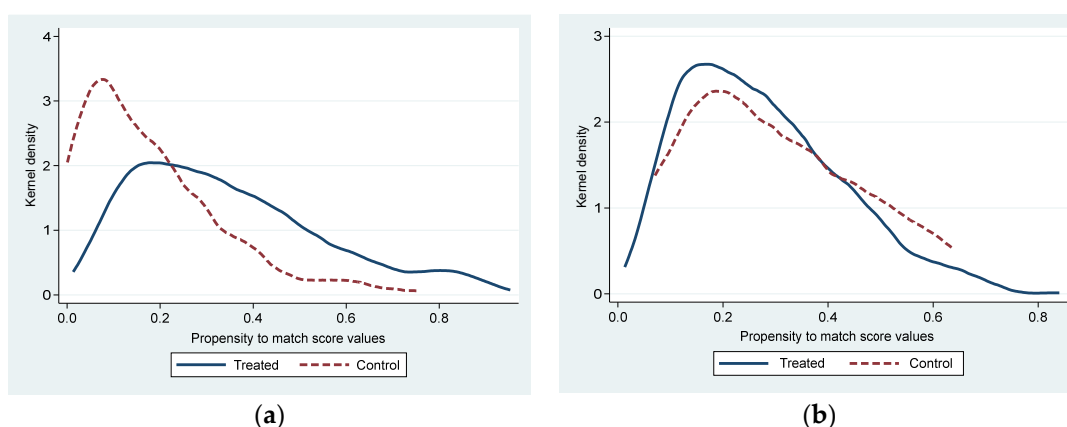 4
3
2
1
0
Kernel density
0.0 0.2 0.4 0.6 0.8
Propensity to match score values
Treated Control
(a)
3
2
1
0
Kernel density
0.0 0.2 0.4 0.6 0.8
Propensity to match score values
Treated Control
(b)